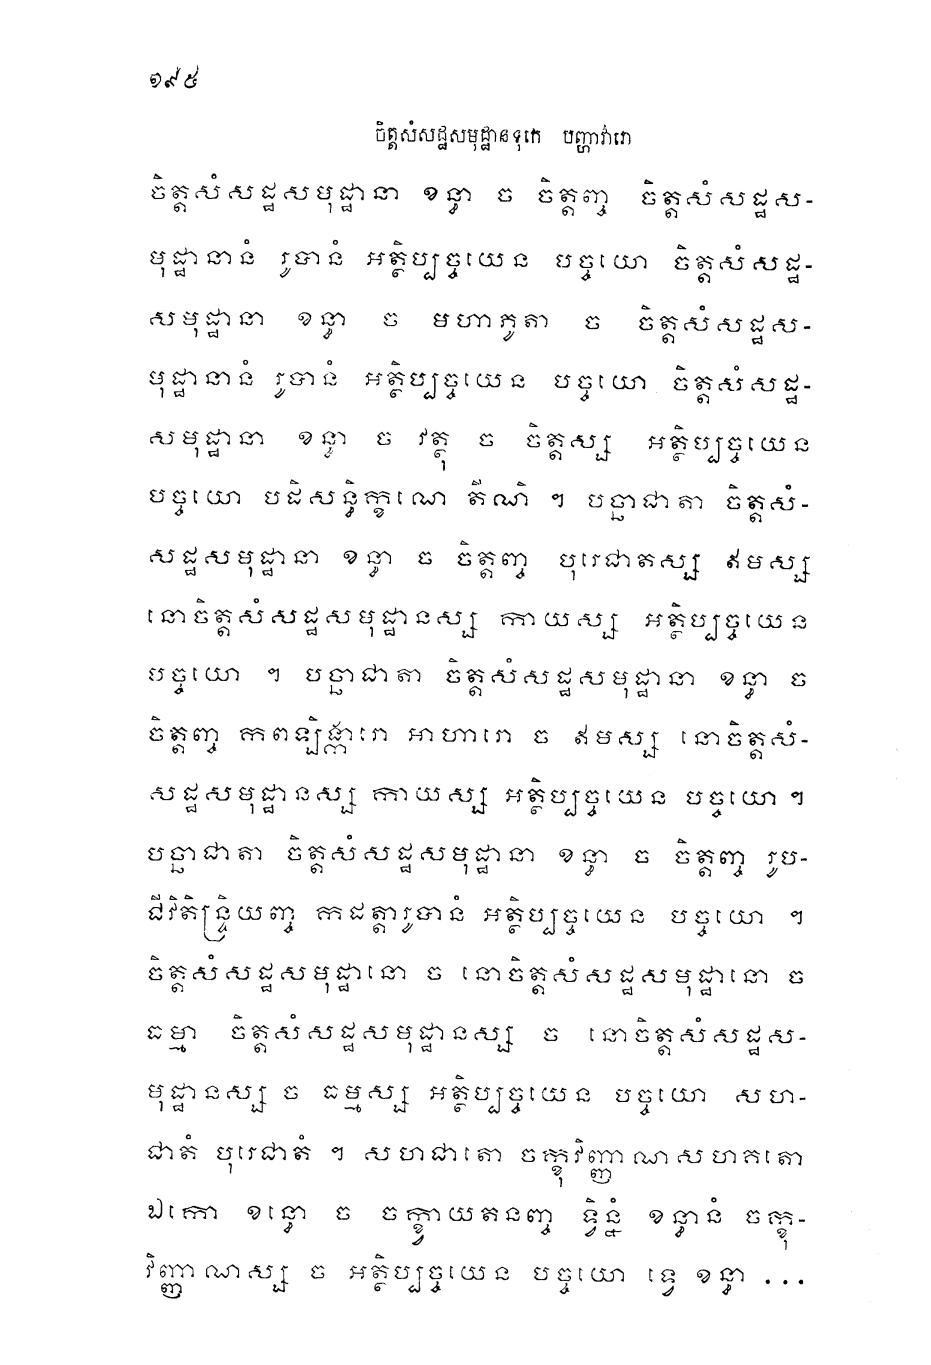 ១៩៥
ចិត្តសំសដ្ឋសមុដ្ឋានទុកេ បញ្ហាវារោ
ចិត្តសំសដ្ឋសមុដ្ឋានា ខន្ធា ច ចិត្តញ្ច ចិត្តសំសដ្ឋស-
មុដ្ឋានានំ រូបានំ អត្ថិប្បច្ចយេន បច្ចយោ ចិត្តសំសដ្ឋ-
សមុដ្ឋានា ខន្ធា ច មហាភូតា ច ចិត្តសំសដ្ឋស-
មុដ្ឋានានំ រូបានំ អត្ថិប្បច្ចយេន បច្ចយោ ចិត្តសំសដ្ឋ-
សមុដ្ឋានា ខន្ធា ច វត្ថុ ច ចិត្តស្ស អត្ថិប្បច្ចយេន
បច្ចយោ បដិសន្ធិក្ខណេ តីណិ ។ បច្ឆាជាតា ចិត្តសំ-
សដ្ឋសមុដ្ឋានា ខន្ធា ច ចិត្តញ្ច បុរេជាតស្ស ឥមស្ស
នោចិត្តសំសដ្ឋសមុដ្ឋានស្ស កាយស្ស អត្ថិប្បច្ចយេន
បច្ចយោ ។ បច្ឆាជាតា ចិត្តសំសដ្ឋសមុដ្ឋានា ខន្ធា ច
ចិត្តញ្ច កពឡិង្ការោ អាហារោ ច ឥមស្ស នោចិត្តសំ-
សដ្ឋសមុដ្ឋានស្ស កាយស្ស អត្ថិប្បច្ចយេន បច្ចយោ ។
បច្ឆាជាតា ចិត្តសំសដ្ឋសមុដ្ឋានា ខន្ធា ច ចិត្តញ្ច រូប-
ជីវិតិន្ទ្រិយញ្ច កដត្តារូបានំ អត្ថិប្បច្ចយេន បច្ចយោ ។
ចិត្តសំសដ្ឋសមុដ្ឋានោ ច នោចិត្តសំសដ្ឋសមុដ្ឋានោ ច
ធម្មា ចិត្តសំសដ្ឋសមុដ្ឋានស្ស ច នោចិត្តសំសដ្ឋស-
មុដ្ឋានស្ស ច ធម្មស្ស អត្ថិប្បច្ចយេន បច្ចយោ សហ-
ជាតំ បុរេជាតំ ។ សហជាតោ ចក្ខុវិញ្ញាណសហគតោ
ឯកោ ខន្ធោ ច ចក្ខ្វាយតនញ្ច ទ្វិន្នំ ខន្ធានំ ចក្ខុ-
វិញ្ញាណស្ស ច អត្ថិប្បច្ចយេន បច្ចយោ ទ្វេ ខន្ធា ...